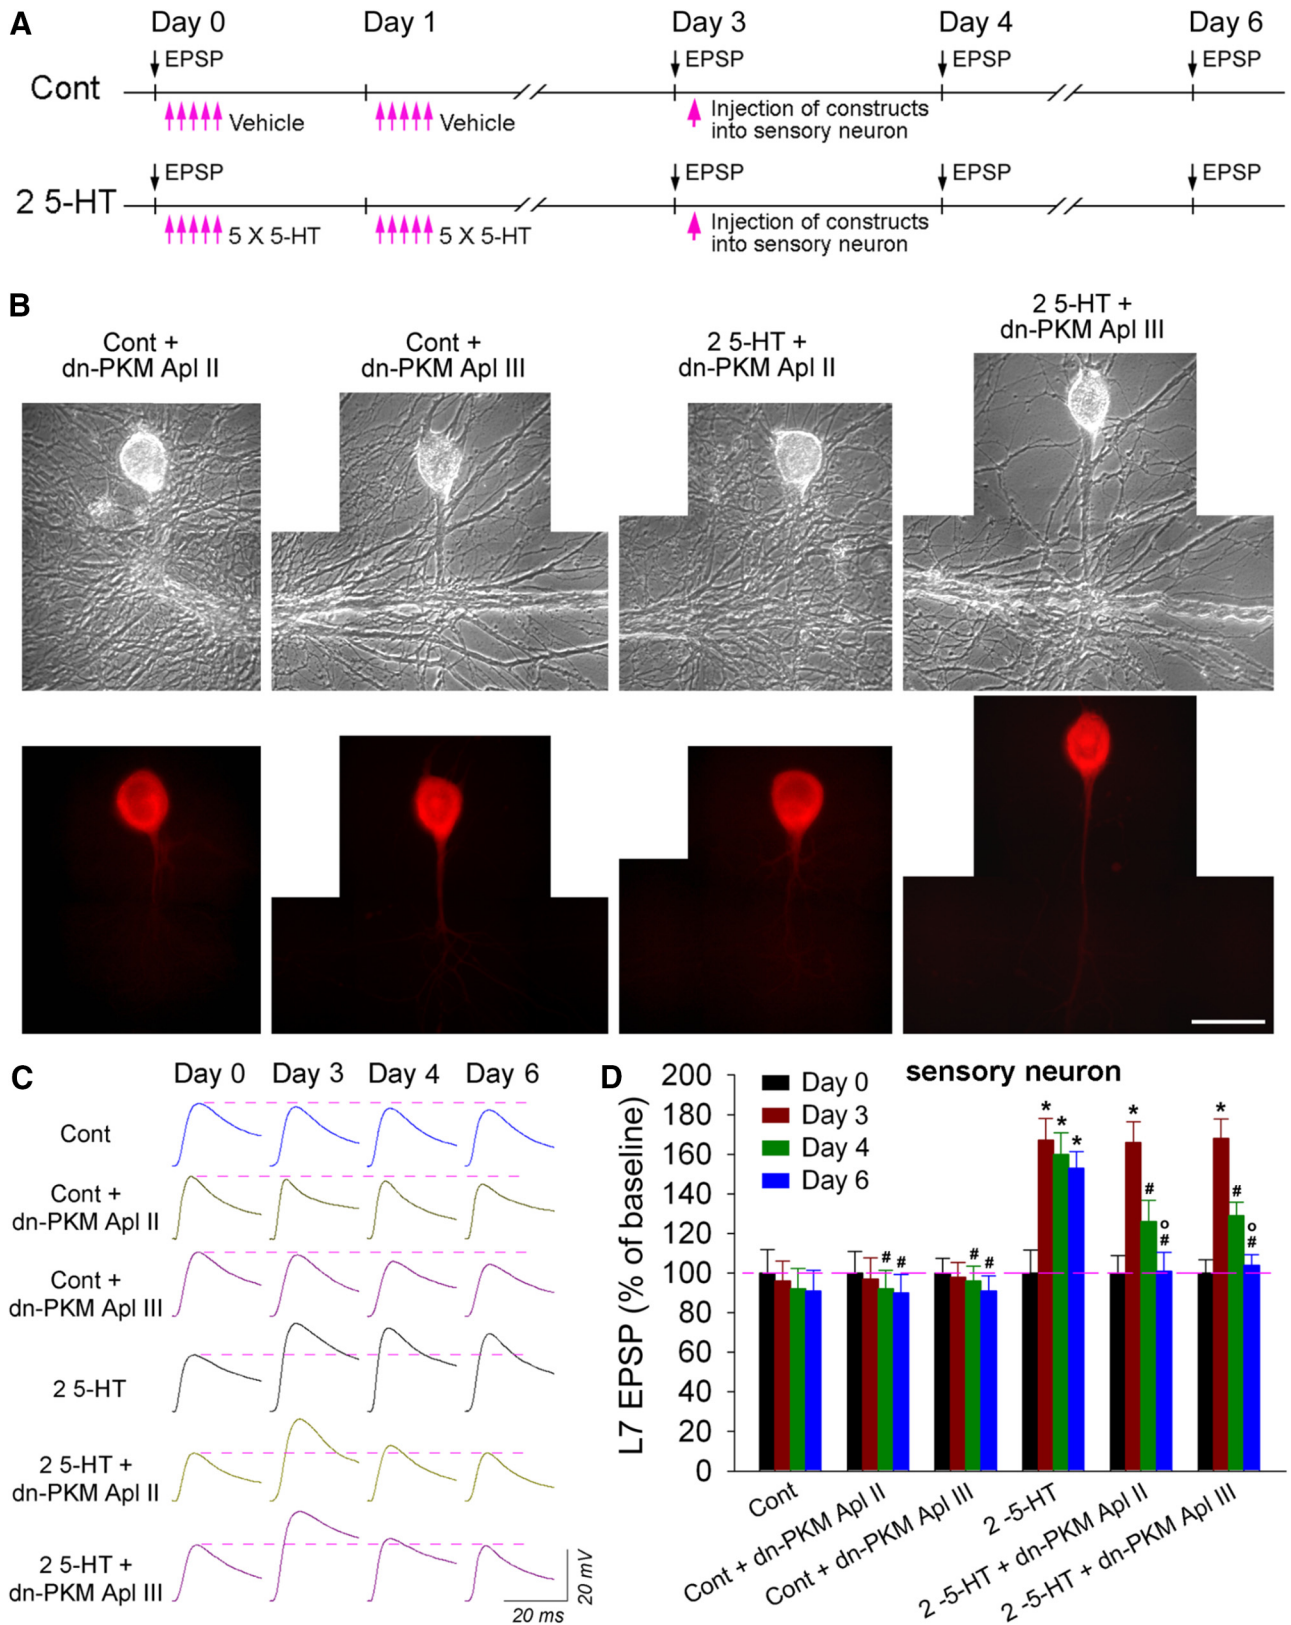 A
Day 0 Day 1 Day 3 Day 4 Day 6
Cont
EPSP EPSP EPSP EPSP
Vehicle Vehicle
Injection of constructs
into sensory neuron
2 5-HT
EPSP EPSP EPSP EPSP
5 X 5-HT 5 X 5-HT
Injection of constructs
into sensory neuron
B
Cont +
dn-PKM Apl II
Cont +
dn-PKM Apl III
2 5-HT +
dn-PKM Apl II
2 5-HT +
dn-PKM Apl III
C
Day 0 Day 3 Day 4 Day 6
Cont
Cont +
dn-PKM Apl II
Cont +
dn-PKM Apl III
2 5-HT
2 5-HT +
dn-PKM Apl II
2 5-HT +
dn-PKM Apl III
20 mV
20 ms
D
sensory neuron
Day 0
Day 3
Day 4
Day 6
L7 EPSP (% of baseline)
200
180
160
140
120
100
80
60
40
20
0
# # # # * * * * # o # * # o #
Cont
Cont + dn-PKM Apl II
Cont + dn-PKM Apl III
2 -5-HT
2 -5-HT + dn-PKM Apl II
2 -5-HT + dn-PKM Apl III